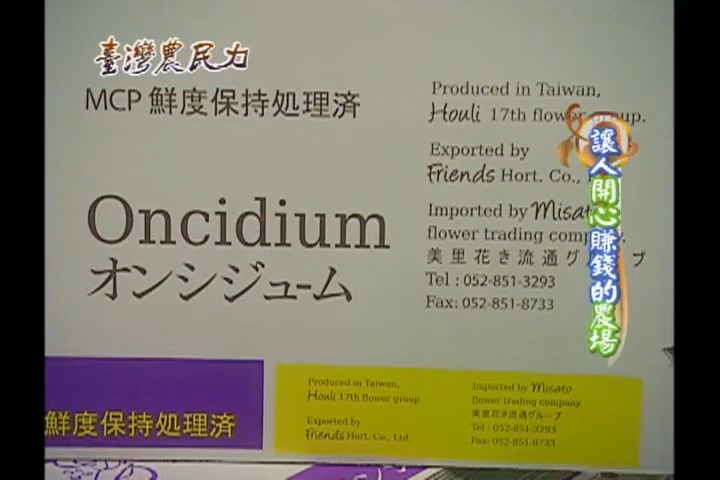 臺灣農民力
MCP 鮮度保持処理済
Oncidium
オンシジューム
Produced in Taiwan,
Houli 17th flower group.
Exported by
Friends Hort. Co.,
Imported by Misato
flower trading company.
美里花き流通グループ
Tel : 052-851-3293
Fax: 052-851-8733
讓人開心賺錢的農場
鮮度保持処理済
Produced in Taiwan,
Houli 17th flower group
Exported by
Friends Hort. Co., Ltd.
Imported by Misato
flower trading company.
美里花き流通グループ
Tel : 052-851-3293
Fax: 052-851-8733